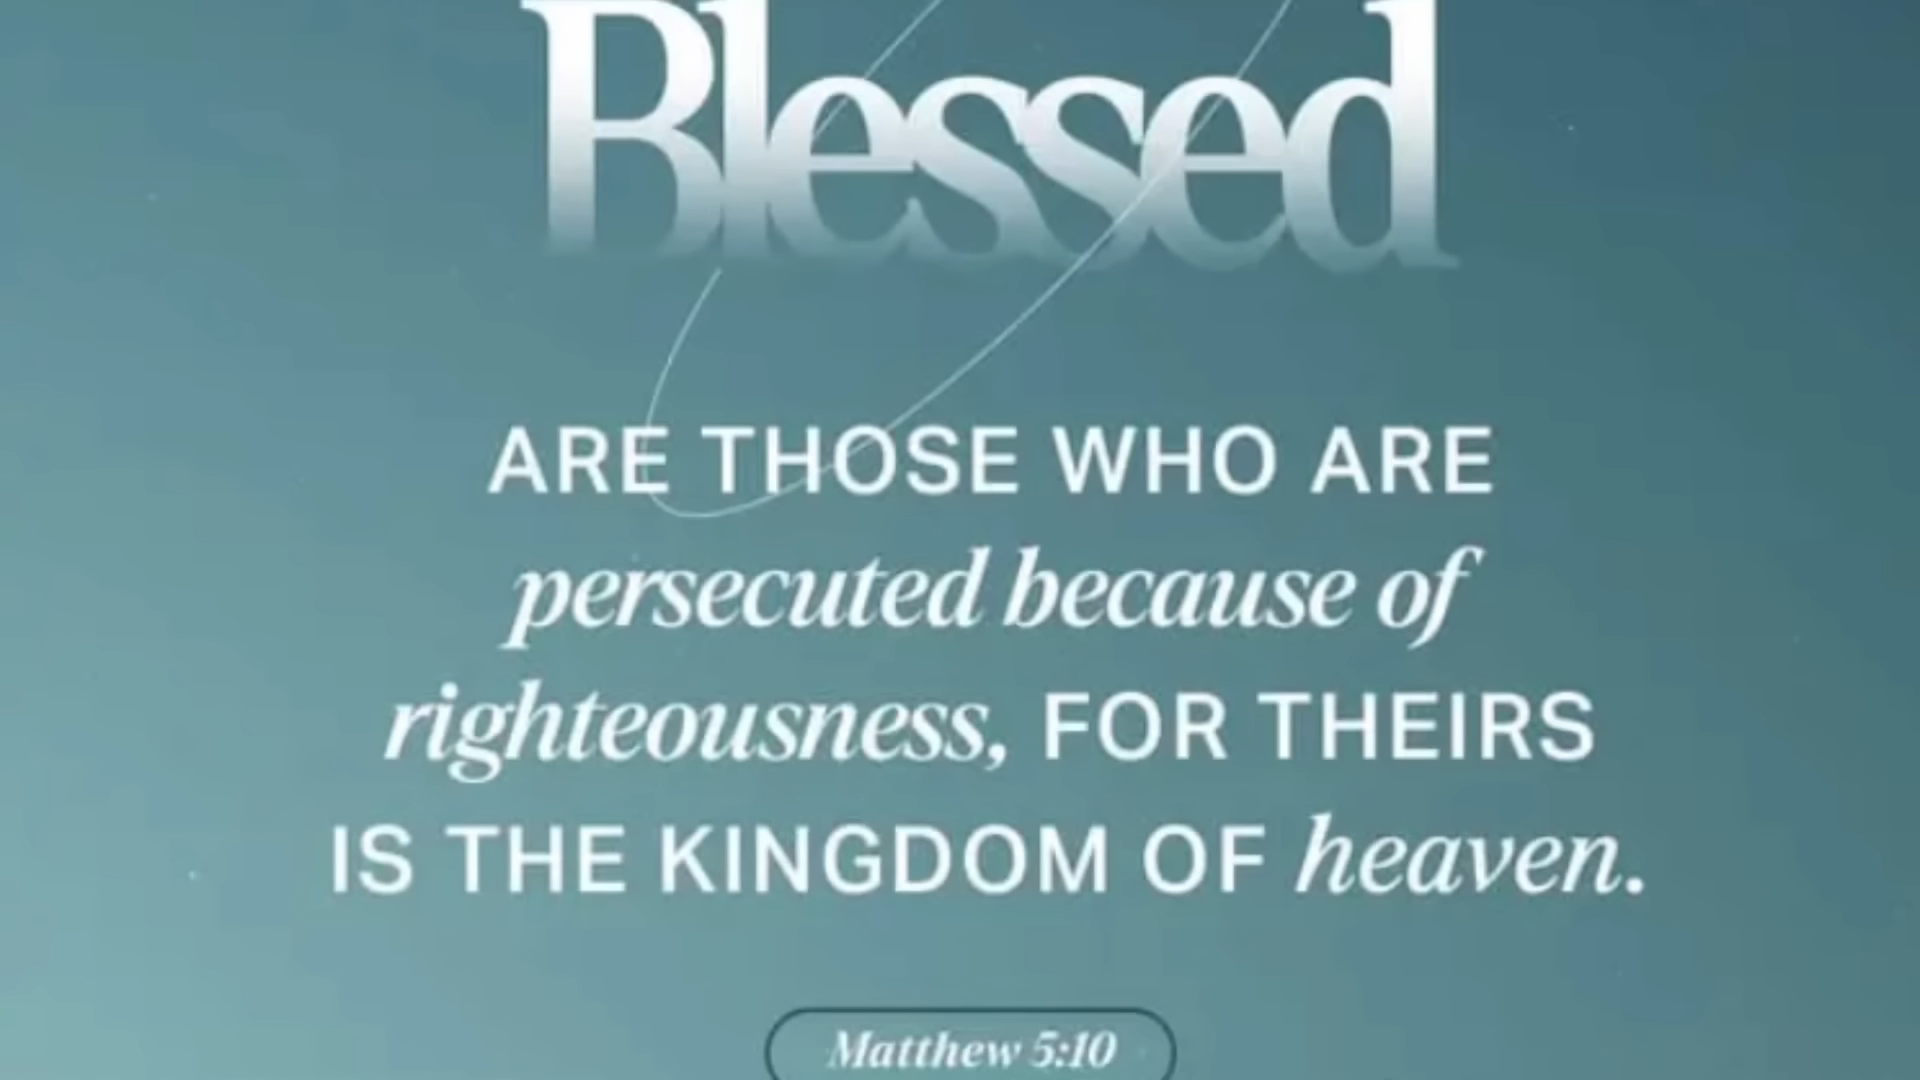 Blessed
ARE THOSE WHO ARE
persecuted because of
righteousness, FOR THEIRS
IS THE KINGDOM OF heaven.
Matthew 5:10